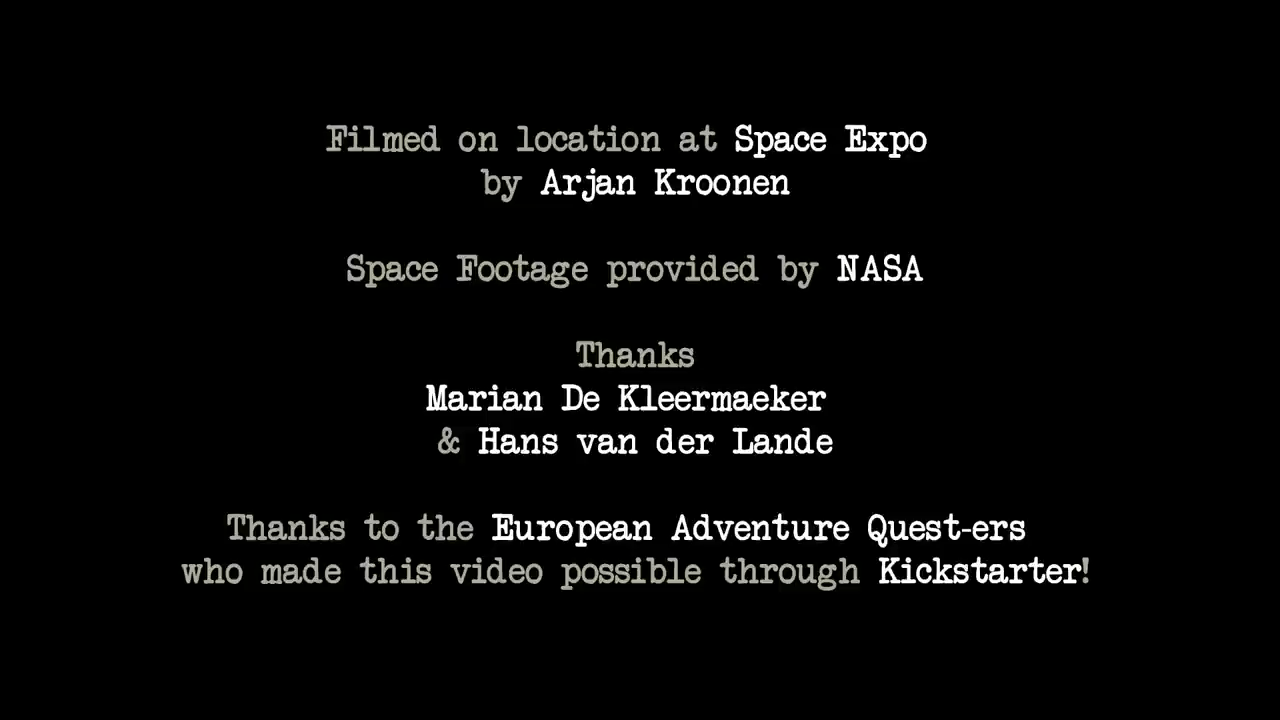 Filmed on location at Space Expo
by Arjan Kroonen
Space Footage provided by NASA
Thanks
Marian De Kleermaeker
& Hans van der Lande
Thanks to the European Adventure Quest-ers
who made this video possible through Kickstarter!